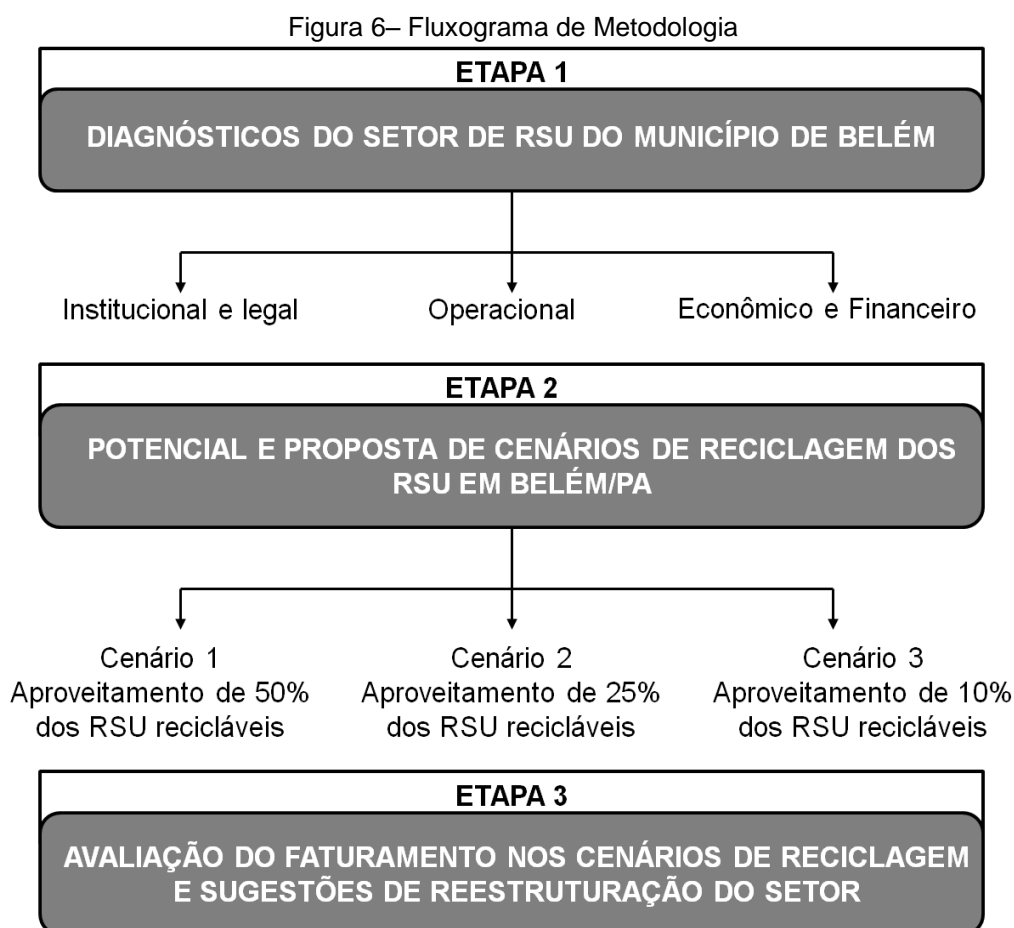 Figura 6– Fluxograma de Metodologia
ETAPA 1
DIAGNÓSTICOS DO SETOR DE RSU DO MUNICÍPIO DE BELÉM
Institucional e legal
Operacional
Econômico e Financeiro
ETAPA 2
POTENCIAL E PROPOSTA DE CENÁRIOS DE RECICLAGEM DOS
RSU EM BELÉM/PA
Cenário 1
Aproveitamento de 50%
dos RSU recicláveis
Cenário 2
Aproveitamento de 25%
dos RSU recicláveis
Cenário 3
Aproveitamento de 10%
dos RSU recicláveis
ETAPA 3
AVALIAÇÃO DO FATURAMENTO NOS CENÁRIOS DE RECICLAGEM
E SUGESTÕES DE REESTRUTURAÇÃO DO SETOR